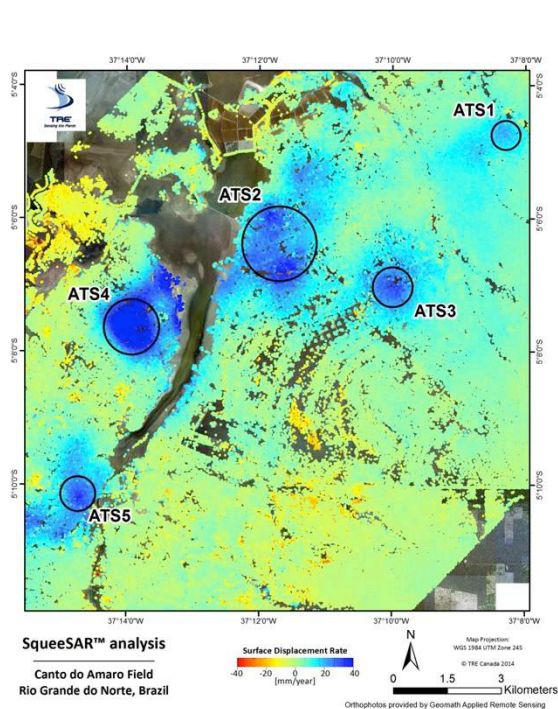 37°14'0"S 37°12'0"S 37°10'0"S 37°8'0"S
5°4'0"S 5°4'0"S
TRE
Sensing the Planet
ATS1
ATS2
5°6'0"S 5°6'0"S
ATS4
ATS3
5°8'0"S 5°8'0"S
5°10'0"S 5°10'0"S
ATS5
37°14'0"S 37°12'0"S 37°10'0"S 37°8'0"S
SqueeSAR™ analysis
Canto do Amaro Field
Rio Grande do Norte, Brazil
Surface Displacement Rate
-40 -20 0 20 40
[mm/year]
N
Map Projection:
WGS 1984 UTM Zone 24S
© TRE Canada 2014
0 1.5 3
Kilometers
Orthophotos provided by Geomath Applied Remote Sensing